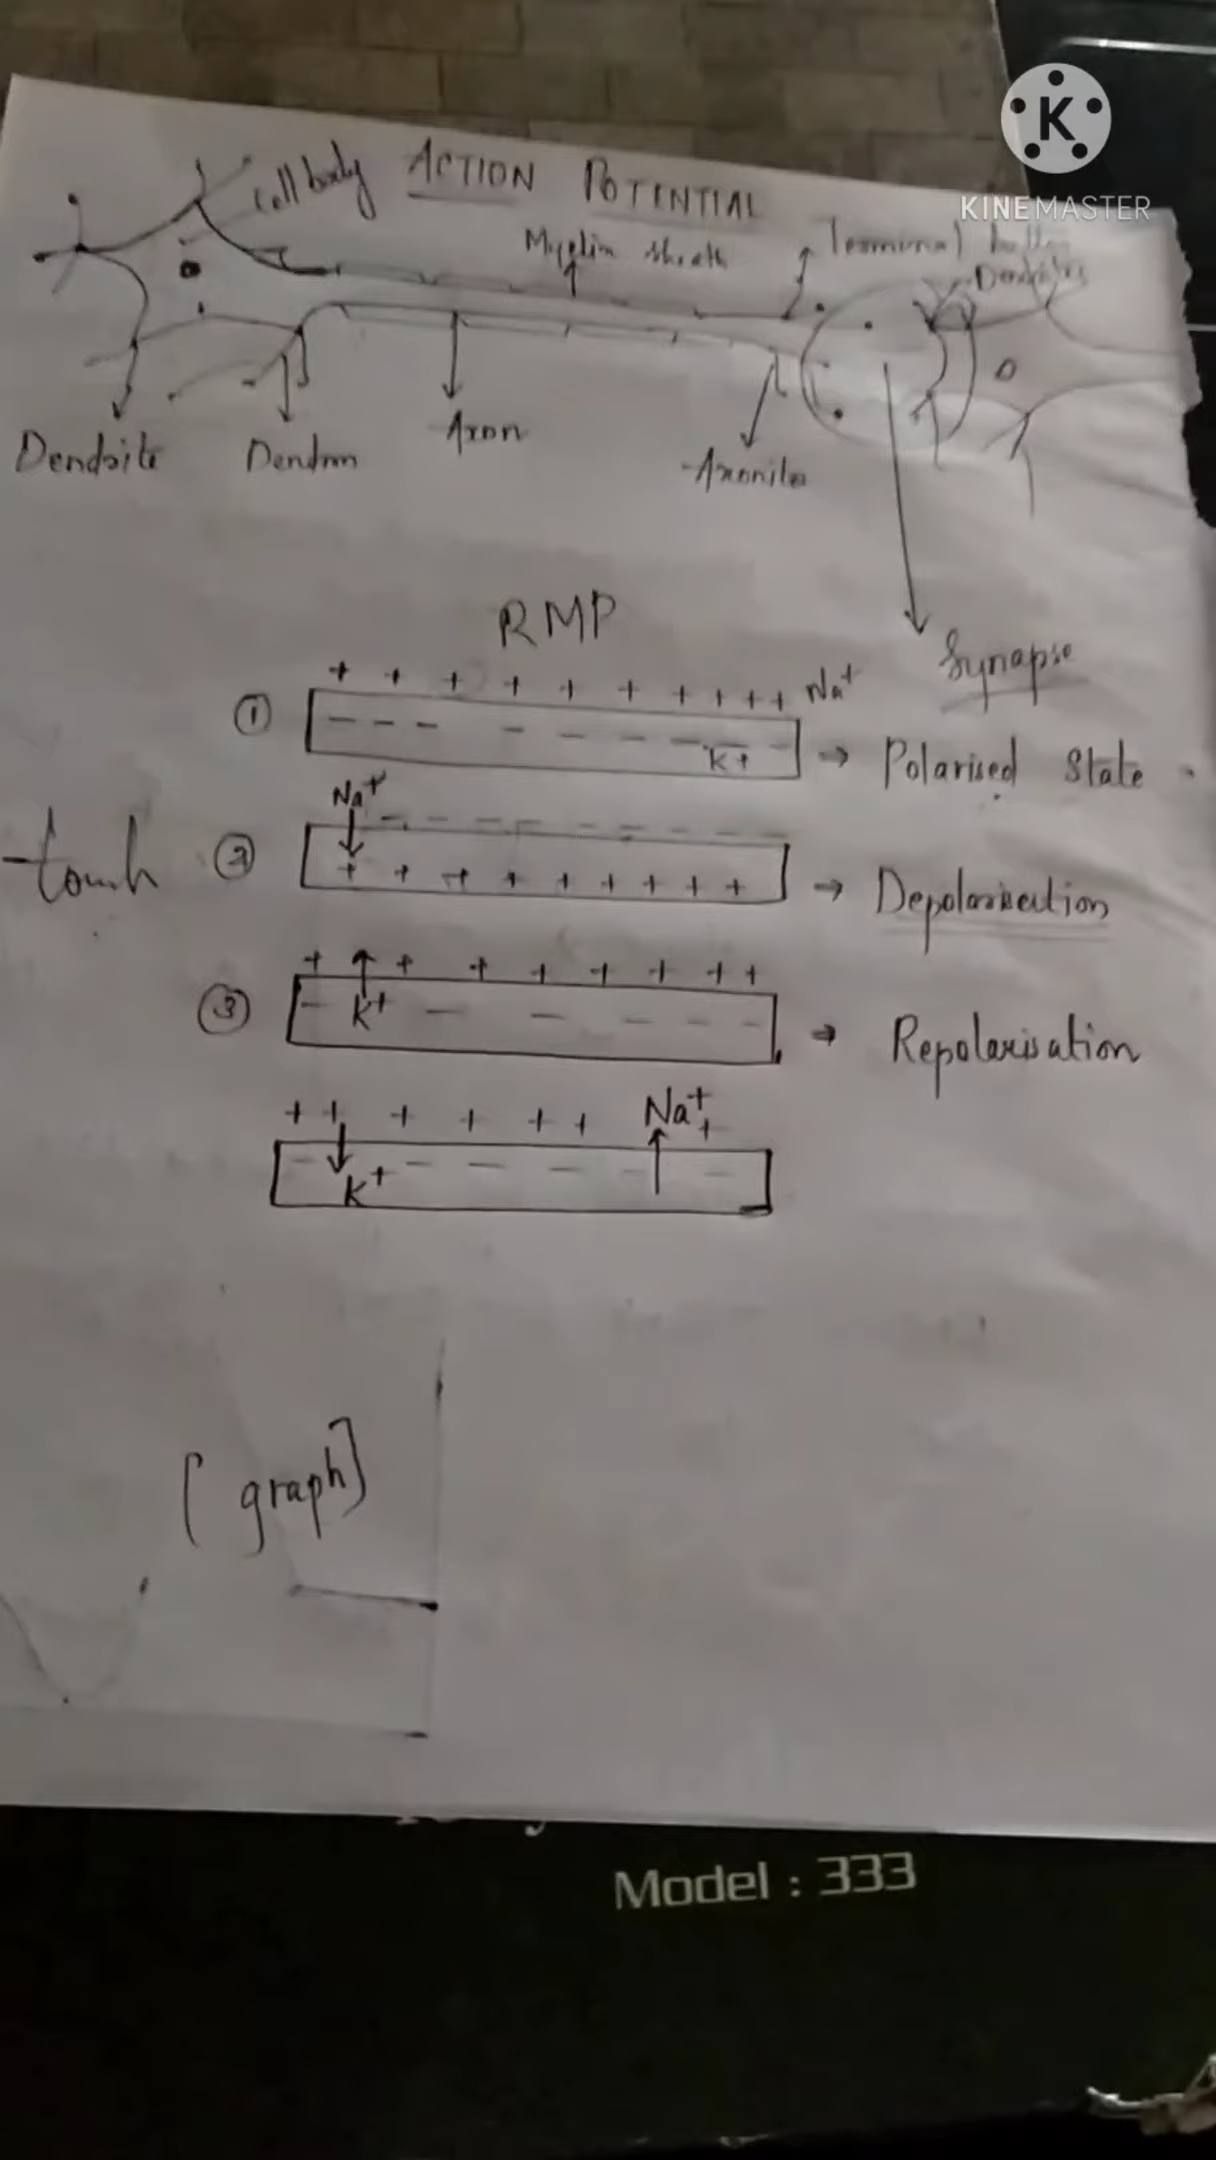 K
KINEMASTER
Cell body ACTION POTENTIAL
Myelin sheath
Terminal
Dendrites
Axon
Dendrite Dendron
Axonite
RMP
Synapse
+ + + + + + + + + + Na+
① - - - - - - - - - K+ → Polarised State
Na+ - - - - - - - -
touch ② + + + + + + + + + → Depolarisation
+ + + + + + + +
③ - K+ - - - - - → Repolarisation
+ + + + + + Na+ +
- K+ - - - - -
[graph]
Model : 333